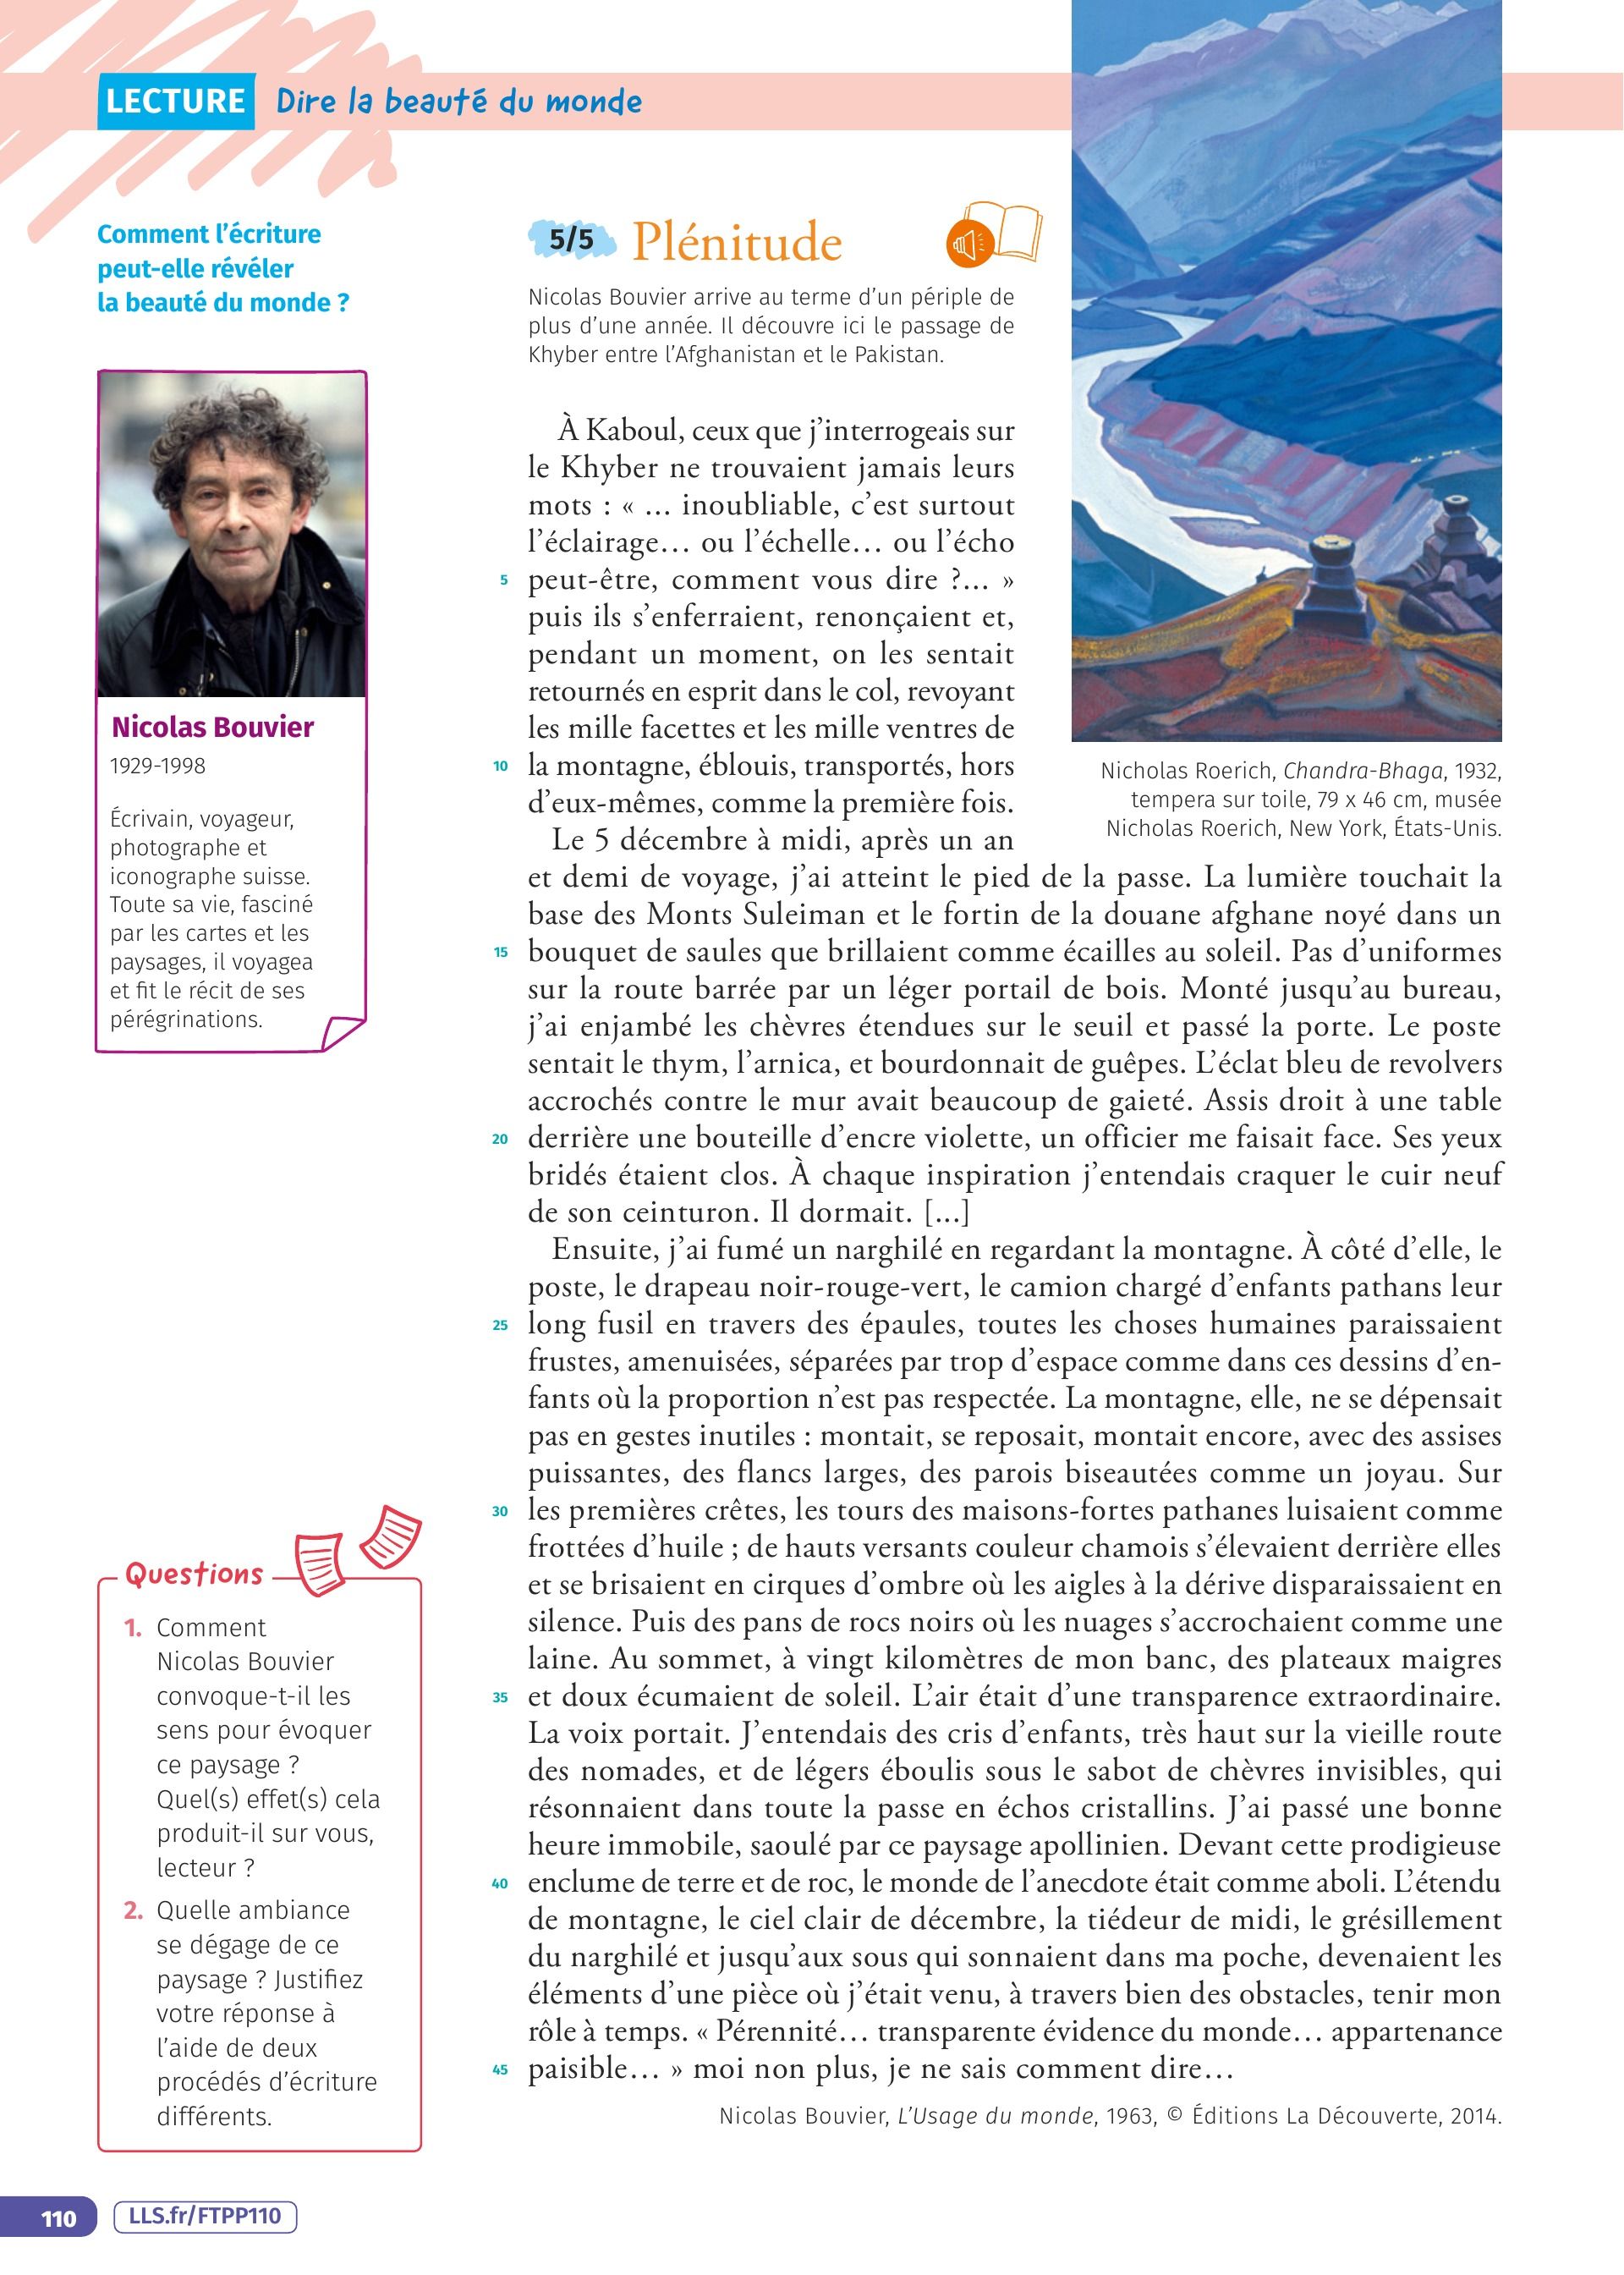 LECTURE Dire la beauté du monde
Comment l'écriture
peut-elle révéler
la beauté du monde ?
Nicolas Bouvier
1929-1998
Écrivain, voyageur,
photographe et
iconographe suisse.
Toute sa vie, fasciné
par les cartes et les
paysages, il voyagea
et fit le récit de ses
pérégrinations.
5/5 Plénitude
Nicolas Bouvier arrive au terme d'un périple de
plus d'une année. Il découvre ici le passage de
Khyber entre l'Afghanistan et le Pakistan.
À Kaboul, ceux que j'interrogeais sur
le Khyber ne trouvaient jamais leurs
mots : « ... inoubliable, c'est surtout
l'éclairage... ou l'échelle... ou l'écho
5 peut-être, comment vous dire ?... »
puis ils s'enferraient, renonçaient et,
pendant un moment, on les sentait
retournés en esprit dans le col, revoyant
les mille facettes et les mille ventres de
10 la montagne, éblouis, transportés, hors
d'eux-mêmes, comme la première fois.
Le 5 décembre à midi, après un an
et demi de voyage, j'ai atteint le pied de la passe. La lumière touchait la
base des Monts Suleiman et le fortin de la douane afghane noyé dans un
15 bouquet de saules que brillaient comme écailles au soleil. Pas d'uniformes
sur la route barrée par un léger portail de bois. Monté jusqu'au bureau,
j'ai enjambé les chèvres étendues sur le seuil et passé la porte. Le poste
sentait le thym, l'arnica, et bourdonnait de guêpes. L'éclat bleu de revolvers
accrochés contre le mur avait beaucoup de gaieté. Assis droit à une table
20 derrière une bouteille d'encre violette, un officier me faisait face. Ses yeux
bridés étaient clos. À chaque inspiration j'entendais craquer le cuir neuf
de son ceinturon. Il dormait. [...]
Ensuite, j'ai fumé un narghilé en regardant la montagne. À côté d'elle, le
poste, le drapeau noir-rouge-vert, le camion chargé d'enfants pathans leur
25 long fusil en travers des épaules, toutes les choses humaines paraissaient
frustes, amenuisées, séparées par trop d'espace comme dans ces dessins d'en-
fants où la proportion n'est pas respectée. La montagne, elle, ne se dépensait
pas en gestes inutiles : montait, se reposait, montait encore, avec des assises
puissantes, des flancs larges, des parois biseautées comme un joyau. Sur
30 les premières crêtes, les tours des maisons-fortes pathanes luisaient comme
frottées d'huile ; de hauts versants couleur chamois s'élevaient derrière elles
et se brisaient en cirques d'ombre où les aigles à la dérive disparaissaient en
silence. Puis des pans de rocs noirs où les nuages s'accrochaient comme une
laine. Au sommet, à vingt kilomètres de mon banc, des plateaux maigres
35 et doux écumaient de soleil. L'air était d'une transparence extraordinaire.
La voix portait. J'entendais des cris d'enfants, très haut sur la vieille route
des nomades, et de légers éboulis sous le sabot de chèvres invisibles, qui
résonnaient dans toute la passe en échos cristallins. J'ai passé une bonne
heure immobile, saoulé par ce paysage apollinien. Devant cette prodigieuse
40 enclume de terre et de roc, le monde de l'anecdote était comme aboli. L'étendu
de montagne, le ciel clair de décembre, la tiédeur de midi, le grésillement
du narghilé et jusqu'aux sous qui sonnaient dans ma poche, devenaient les
éléments d'une pièce où j'étais venu, à travers bien des obstacles, tenir mon
rôle à temps. « Pérennité... transparente évidence du monde... appartenance
45 paisible... » moi non plus, je ne sais comment dire...
Nicolas Bouvier, L'Usage du monde, 1963, © Éditions La Découverte, 2014.
Nicholas Roerich, Chandra-Bhaga, 1932,
tempera sur toile, 79 x 46 cm, musée
Nicholas Roerich, New York, États-Unis.
Questions
1. Comment
Nicolas Bouvier
convoque-t-il les
sens pour évoquer
ce paysage ?
Quel(s) effet(s) cela
produit-il sur vous,
lecteur ?
2. Quelle ambiance
se dégage de ce
paysage ? Justifiez
votre réponse à
l'aide de deux
procédés d'écriture
différents.
110 LLS.fr/FTPP110